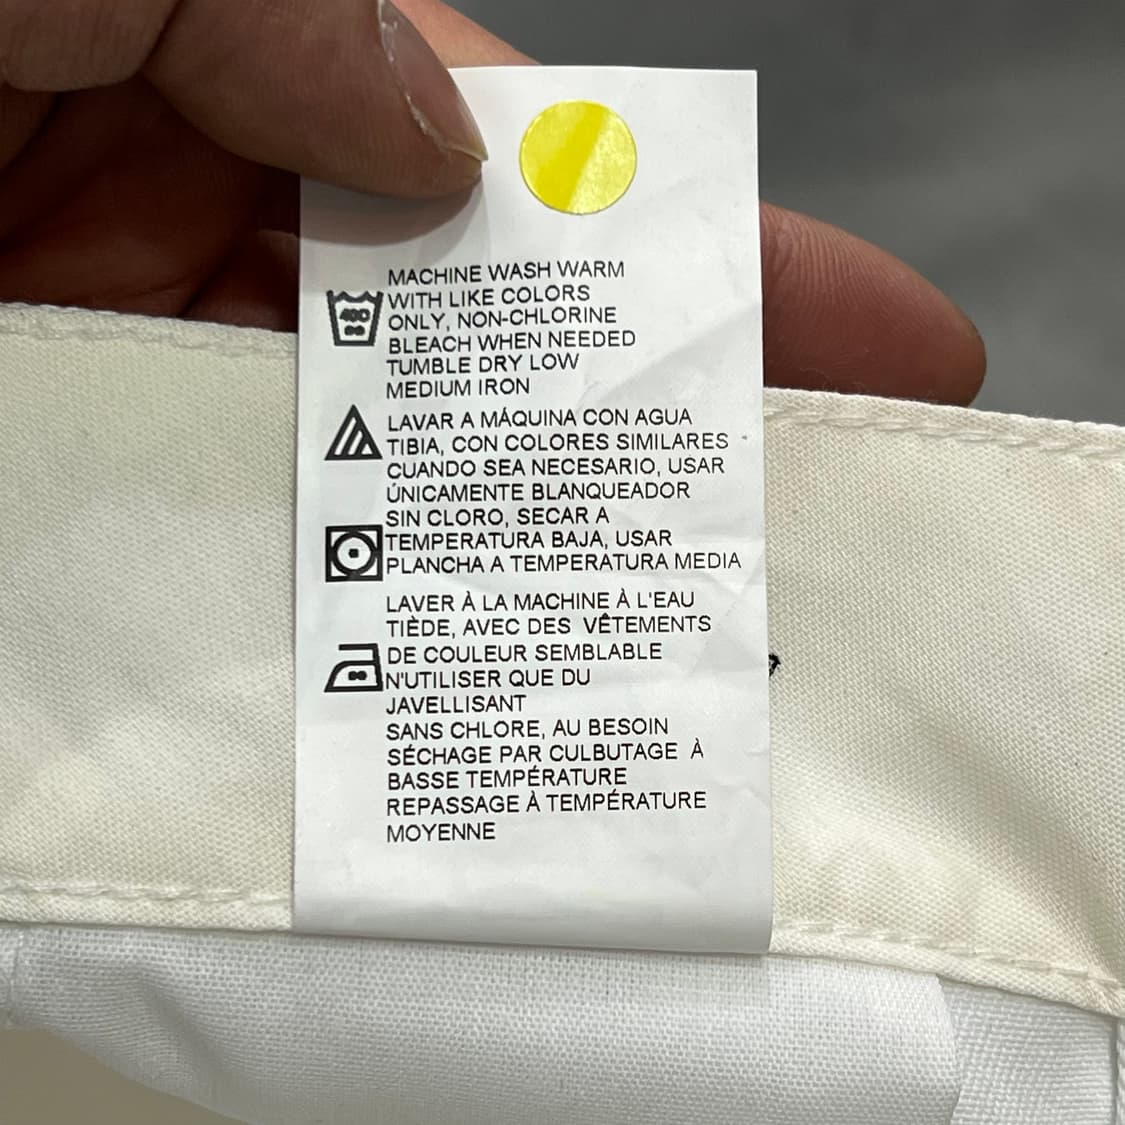 MACHINE WASH WARM
WITH LIKE COLORS
ONLY, NON-CHLORINE
BLEACH WHEN NEEDED
TUMBLE DRY LOW
MEDIUM IRON
LAVAR A MÁQUINA CON AGUA
TIBIA, CON COLORES SIMILARES
CUANDO SEA NECESARIO, USAR
ÚNICAMENTE BLANQUEADOR
SIN CLORO, SECAR A
TEMPERATURA BAJA, USAR
PLANCHA A TEMPERATURA MEDIA
LAVER À LA MACHINE À L'EAU
TIÈDE, AVEC DES VÊTEMENTS
DE COULEUR SEMBLABLE
N'UTILISER QUE DU
JAVELLISANT
SANS CHLORE, AU BESOIN
SÉCHAGE PAR CULBUTAGE À
BASSE TEMPÉRATURE
REPASSAGE À TEMPÉRATURE
MOYENNE